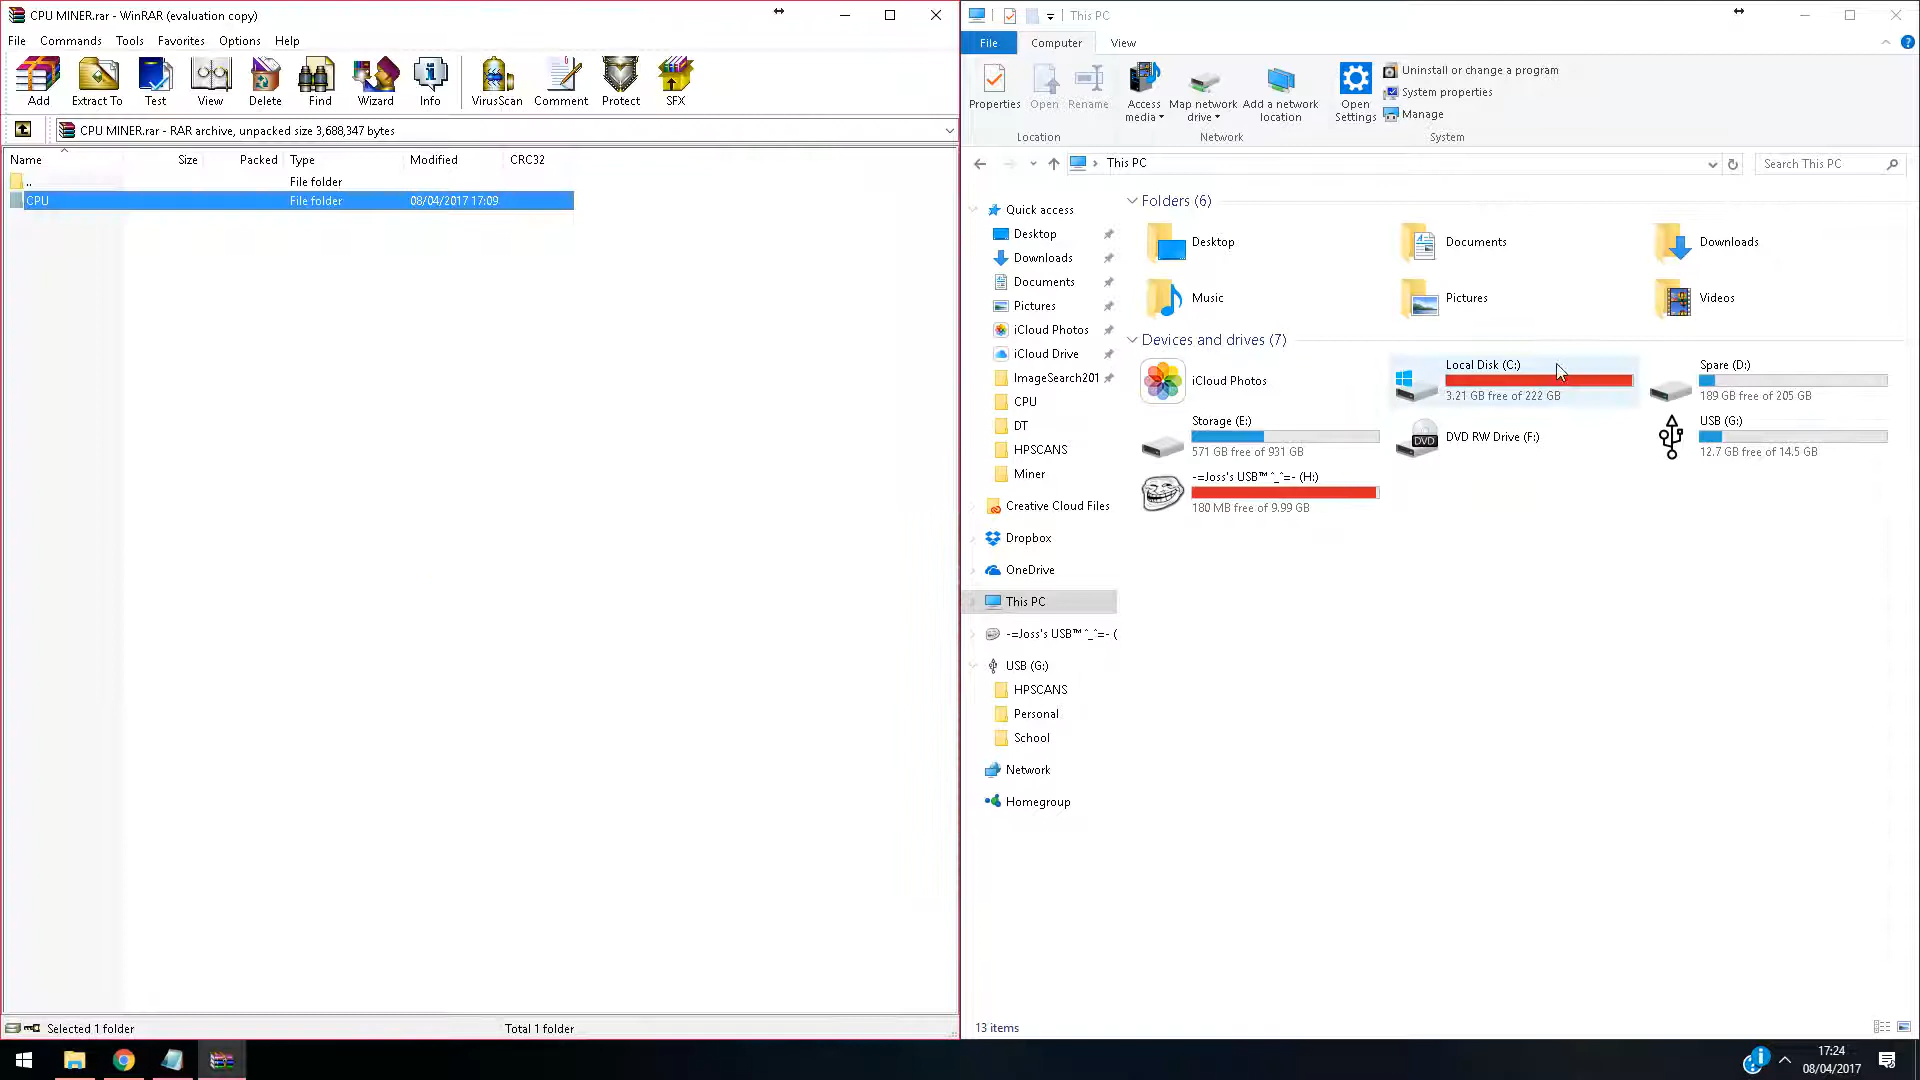 CPU MINER.rar - WinRAR (evaluation copy)
File Commands Tools Favorites Options Help
Add Extract To Test View Delete Find Wizard Info VirusScan Comment Protect SFX
CPU MINER.rar - RAR archive, unpacked size 3,688,347 bytes
Name Size Packed Type Modified CRC32
.. File folder
CPU File folder 08/04/2017 17:09
Selected 1 folder Total 1 folder
This PC
File Computer View
Properties Open Rename
Location
Access media
Map network drive
Add a network location
Network
Open Settings
Uninstall or change a program
System properties
Manage
System
This PC
Search This PC
Quick access
Desktop
Downloads
Documents
Pictures
iCloud Photos
iCloud Drive
ImageSearch201
CPU
DT
HPSCANS
Miner
Creative Cloud Files
Dropbox
OneDrive
This PC
-=Joss's USB™ ^_^=- (
USB (G:)
HPSCANS
Personal
School
Network
Homegroup
Folders (6)
Desktop Documents Downloads
Music Pictures Videos
Devices and drives (7)
iCloud Photos
Local Disk (C:)
3.21 GB free of 222 GB
Spare (D:)
189 GB free of 205 GB
Storage (E:)
571 GB free of 931 GB
DVD
DVD RW Drive (F:)
USB (G:)
12.7 GB free of 14.5 GB
-=Joss's USB™ ^_^=- (H:)
180 MB free of 9.99 GB
13 items
17:24
08/04/2017